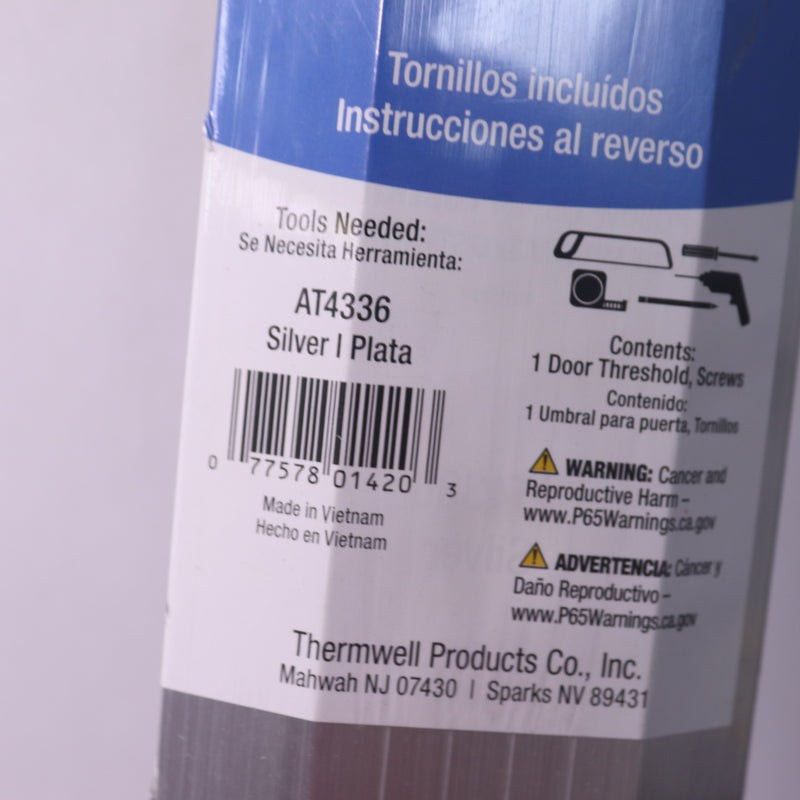 Tornillos incluídos
Instrucciones al reverso
Tools Needed:
Se Necesita Herramienta:
AT4336
Silver | Plata
0 77578 01420 3
Made in Vietnam
Hecho en Vietnam
Contents:
1 Door Threshold, Screws
Contenido:
1 Umbral para puerta, Tornillos
WARNING: Cancer and
Reproductive Harm –
www.P65Warnings.ca.gov
ADVERTENCIA: Cáncer y
Daño Reproductivo –
www.P65Warnings.ca.gov
Thermwell Products Co., Inc.
Mahwah NJ 07430 | Sparks NV 89431